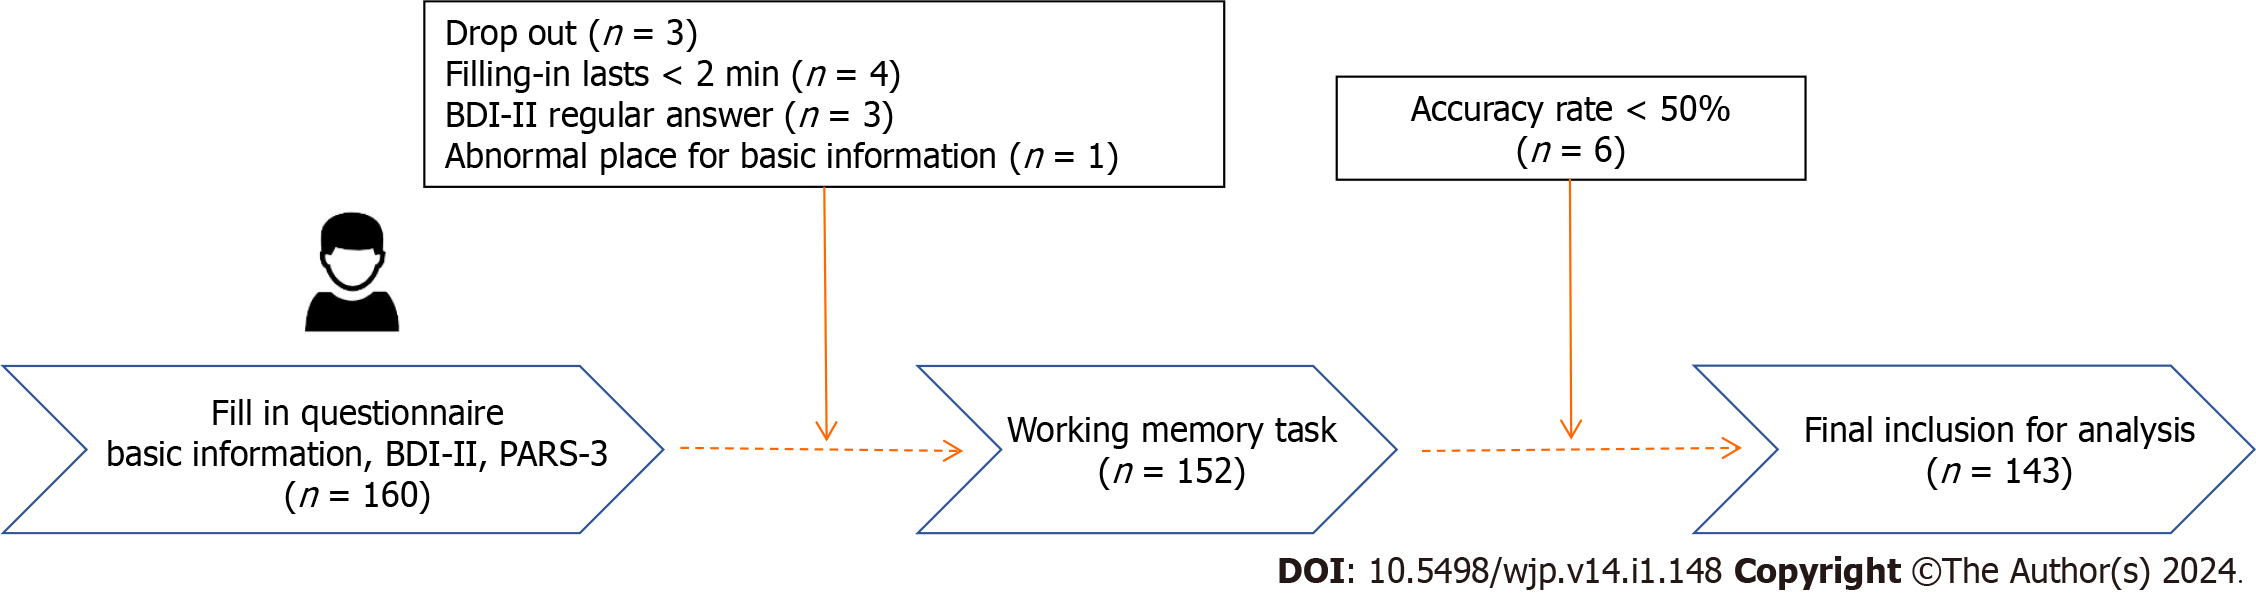 Drop out (n = 3)
Filling-in lasts < 2 min (n = 4)
BDI-II regular answer (n = 3)
Abnormal place for basic information (n = 1)
Accuracy rate < 50%
(n = 6)
Fill in questionnaire
basic information, BDI-II, PARS-3
(n = 160)
Working memory task
(n = 152)
Final inclusion for analysis
(n = 143)
DOI: 10.5498/wjp.v14.i1.148 Copyright ©The Author(s) 2024.